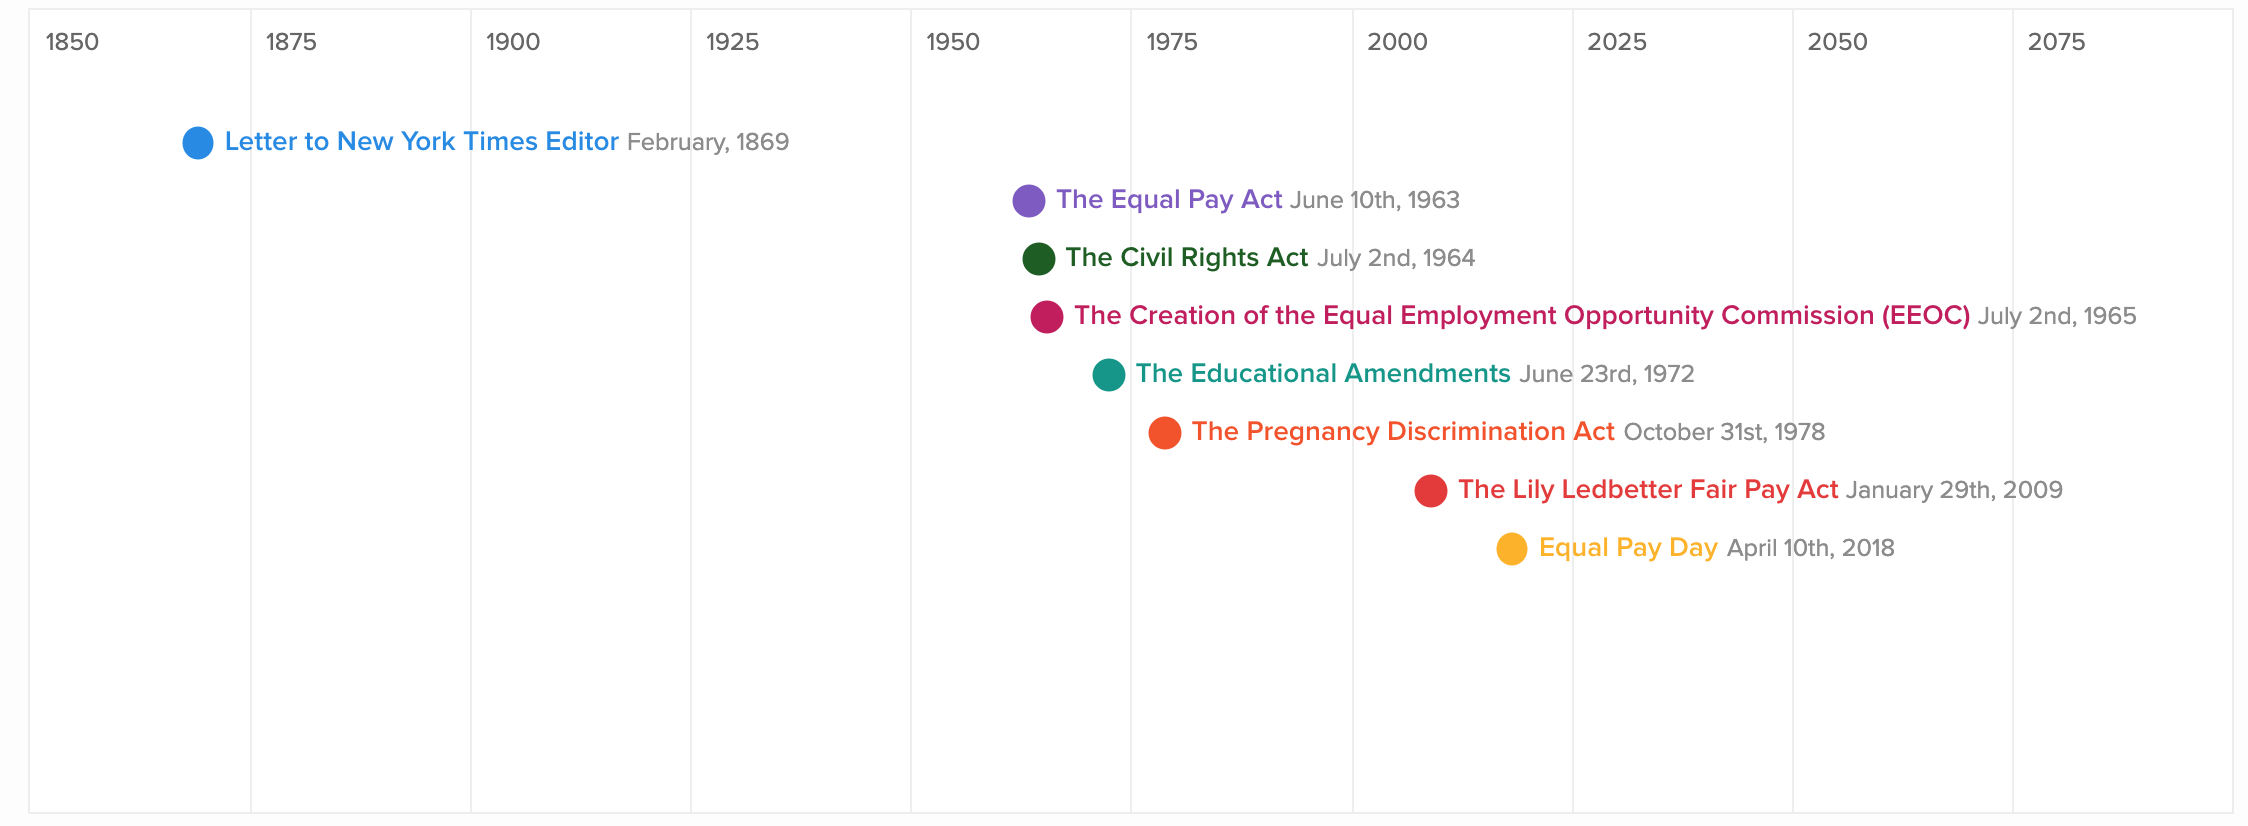 1850 1875 1900 1925 1950 1975 2000 2025 2050 2075
Letter to New York Times Editor February, 1869
The Equal Pay Act June 10th, 1963
The Civil Rights Act July 2nd, 1964
The Creation of the Equal Employment Opportunity Commission (EEOC) July 2nd, 1965
The Educational Amendments June 23rd, 1972
The Pregnancy Discrimination Act October 31st, 1978
The Lily Ledbetter Fair Pay Act January 29th, 2009
Equal Pay Day April 10th, 2018